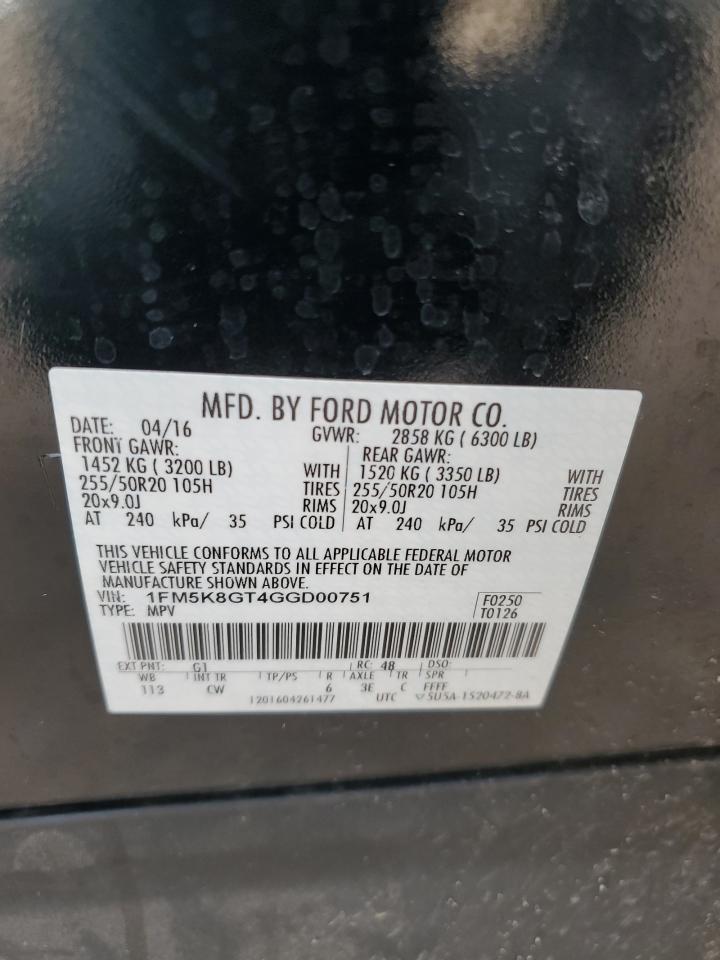 MFD. BY FORD MOTOR CO.
DATE: 04/16 GVWR: 2858 KG ( 6300 LB)
FRONT GAWR: REAR GAWR:
1452 KG ( 3200 LB) WITH 1520 KG ( 3350 LB) WITH
255/50R20 105H TIRES 255/50R20 105H TIRES
20x9.0J RIMS 20x9.0J RIMS
AT 240 kPa/ 35 PSI COLD AT 240 kPa/ 35 PSI COLD
THIS VEHICLE CONFORMS TO ALL APPLICABLE FEDERAL MOTOR
VEHICLE SAFETY STANDARDS IN EFFECT ON THE DATE OF
MANUFACTURE SHOWN ABOVE.
VIN: 1FM5K8GT4GGD00751 F0250
TYPE: MPV T0126
EXT PNT: G1 RC: 48 DSO:
WB INT TR TP/PS R AXLE TR SPR
113 CW 6 3E C FFFF
1201604261477 UTC 5U5A-1520472-8A